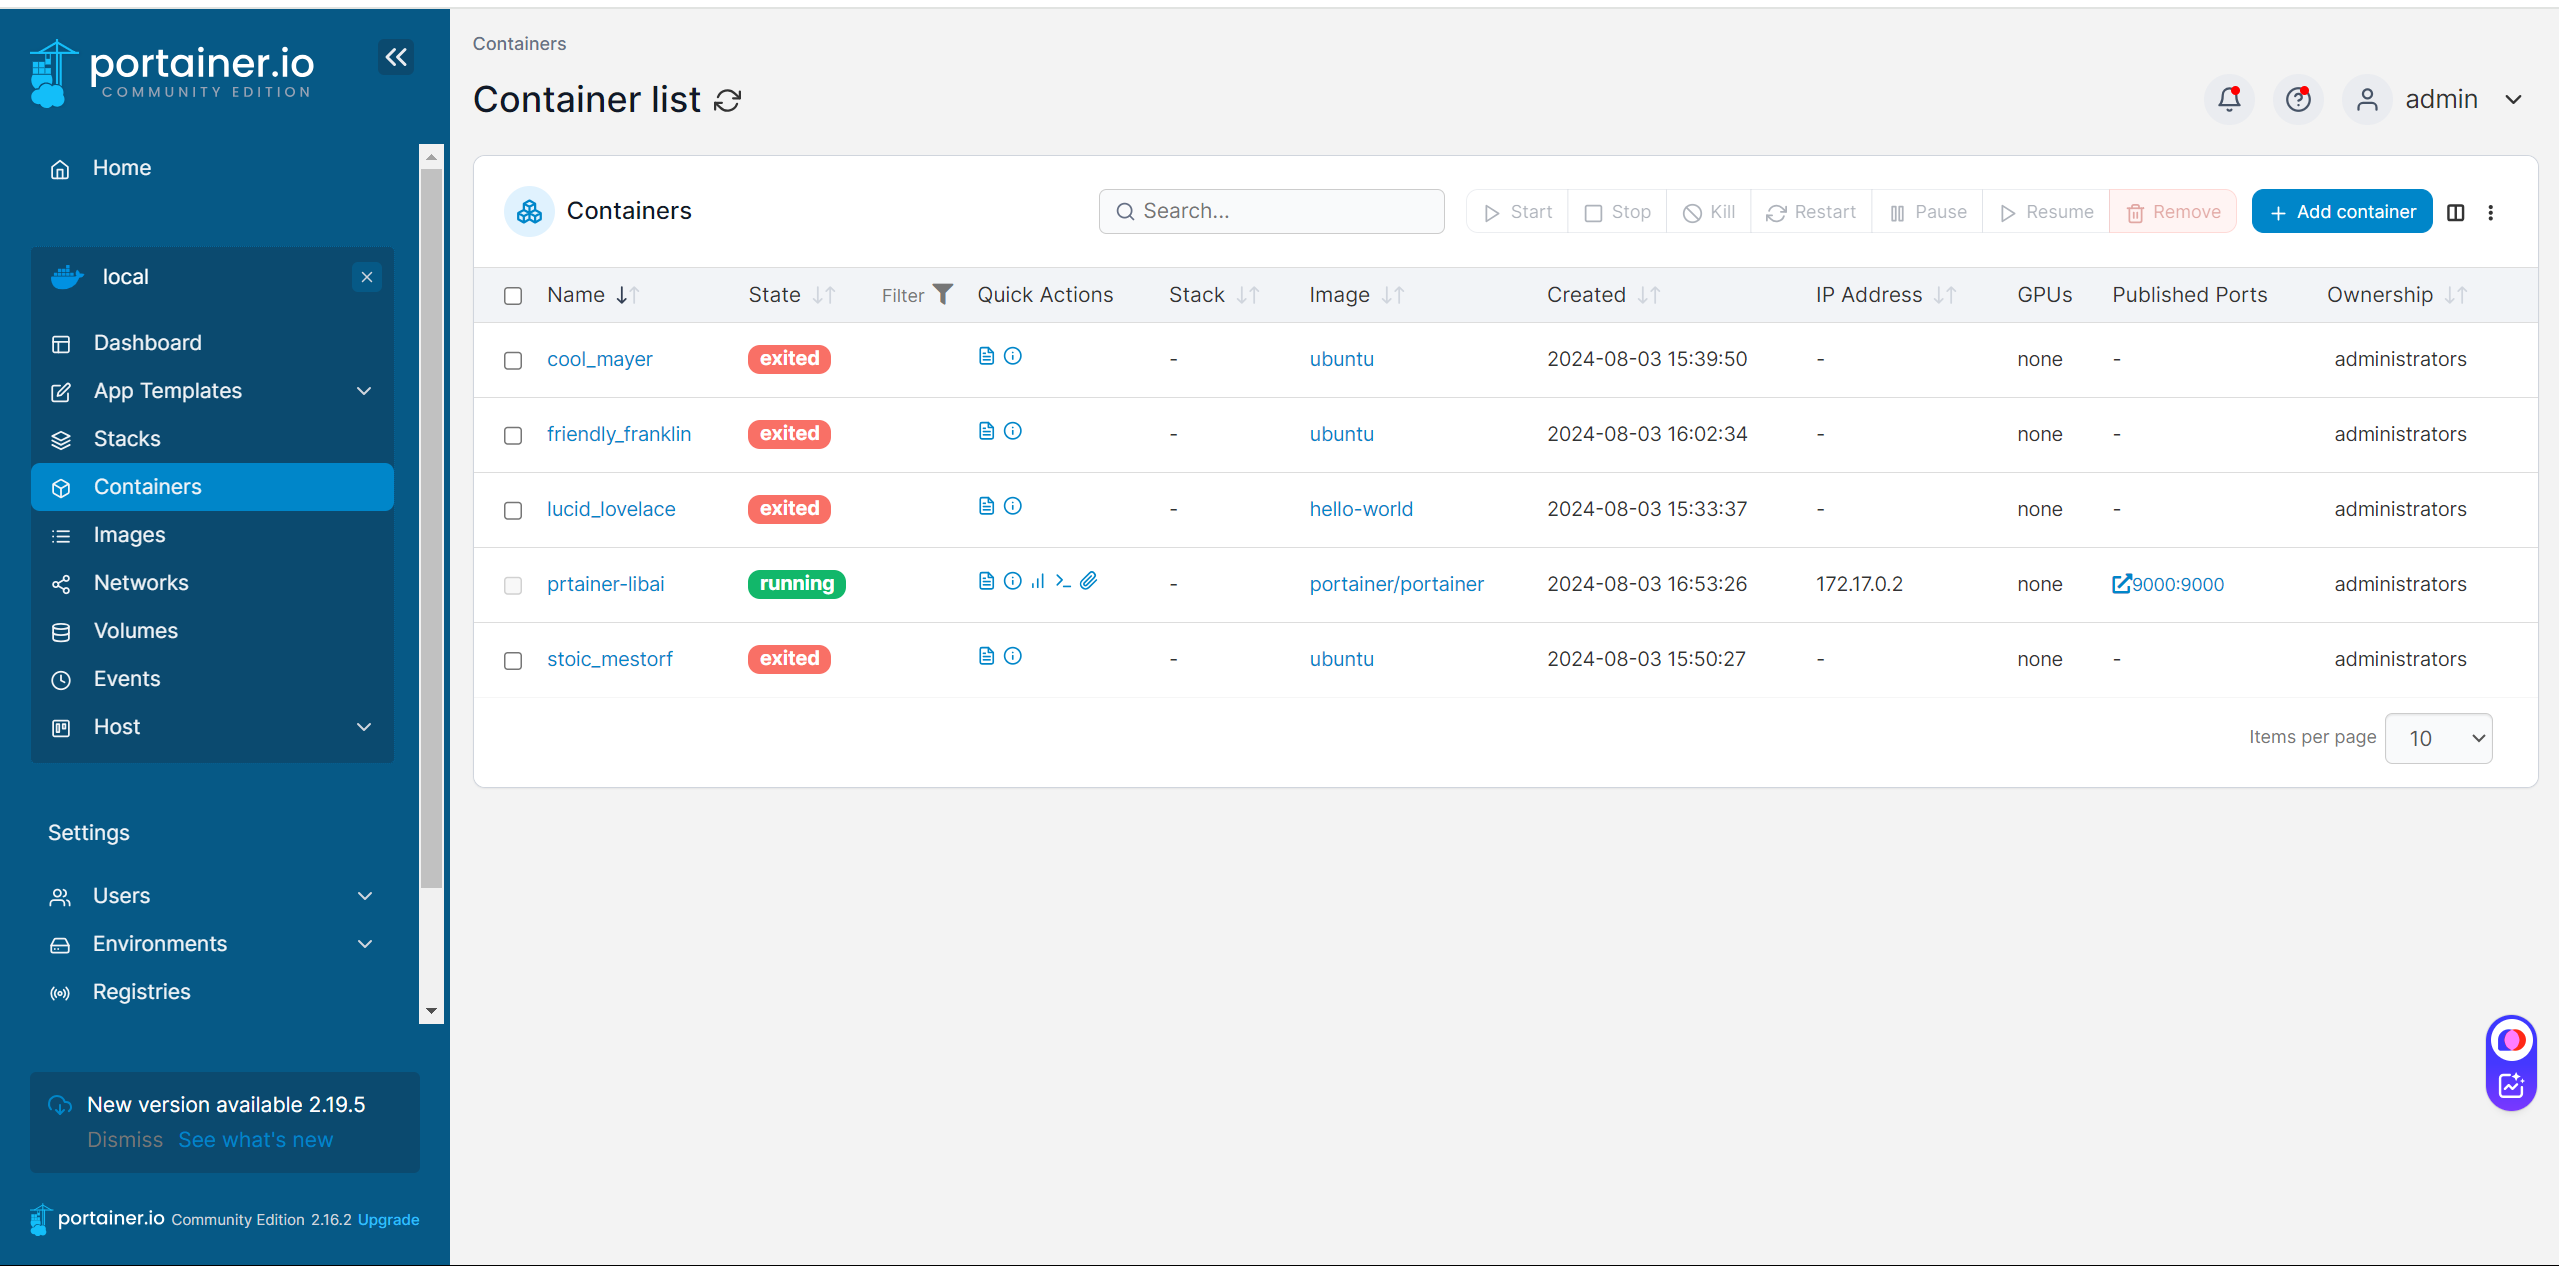 portainer.io
COMMUNITY EDITION
Home
local
Dashboard
App Templates
Stacks
Containers
Images
Networks
Volumes
Events
Host
Settings
Users
Environments
Registries
New version available 2.19.5
Dismiss See what's new
portainer.io Community Edition 2.16.2 Upgrade
Containers
Container list
admin
Containers
Search...
Start Stop Kill Restart Pause Resume Remove
Add container
Name State Filter Quick Actions Stack Image Created IP Address GPUs Published Ports Ownership
cool_mayer exited - ubuntu 2024-08-03 15:39:50 - none - administrators
friendly_franklin exited - ubuntu 2024-08-03 16:02:34 - none - administrators
lucid_lovelace exited - hello-world 2024-08-03 15:33:37 - none - administrators
prtainer-libai running - portainer/portainer 2024-08-03 16:53:26 172.17.0.2 none 9000:9000 administrators
stoic_mestorf exited - ubuntu 2024-08-03 15:50:27 - none - administrators
Items per page 10